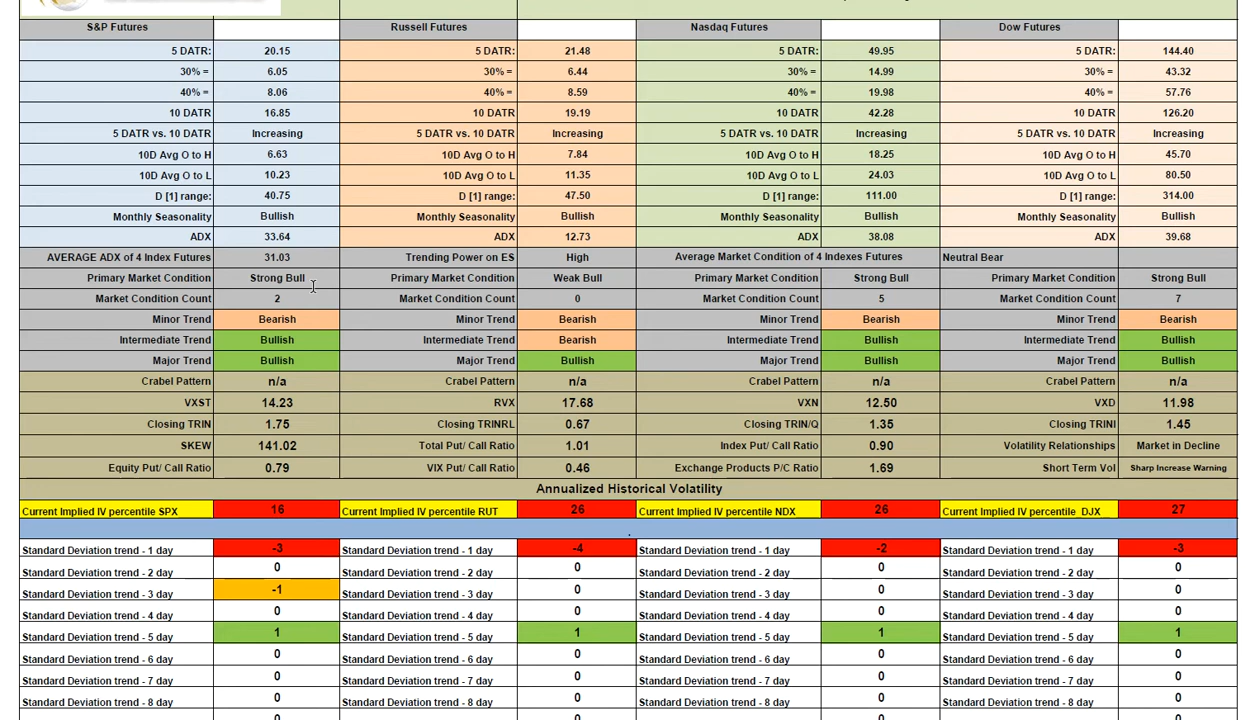 S&P Futures Russell Futures Nasdaq Futures Dow Futures
5 DATR: 20.15 5 DATR: 21.48 5 DATR: 49.95 5 DATR: 144.40
30% = 6.05 30% = 6.44 30% = 14.99 30% = 43.32
40% = 8.06 40% = 8.59 40% = 19.98 40% = 57.76
10 DATR 16.85 10 DATR 19.19 10 DATR 42.28 10 DATR 126.20
5 DATR vs. 10 DATR Increasing 5 DATR vs. 10 DATR Increasing 5 DATR vs. 10 DATR Increasing 5 DATR vs. 10 DATR Increasing
10D Avg O to H 6.63 10D Avg O to H 7.84 10D Avg O to H 18.25 10D Avg O to H 45.70
10D Avg O to L 10.23 10D Avg O to L 11.35 10D Avg O to L 24.03 10D Avg O to L 80.50
D [1] range: 40.75 D [1] range: 47.50 D [1] range: 111.00 D [1] range: 314.00
Monthly Seasonality Bullish Monthly Seasonality Bullish Monthly Seasonality Bullish Monthly Seasonality Bullish
ADX 33.64 ADX 12.73 ADX 38.08 ADX 39.68
AVERAGE ADX of 4 Index Futures 31.03 Trending Power on ES High Average Market Condition of 4 Indexes Futures Neutral Bear
Primary Market Condition Strong Bull Primary Market Condition Weak Bull Primary Market Condition Strong Bull Primary Market Condition Strong Bull
Market Condition Count 2 Market Condition Count 0 Market Condition Count 5 Market Condition Count 7
Minor Trend Bearish Minor Trend Bearish Minor Trend Bearish Minor Trend Bearish
Intermediate Trend Bullish Intermediate Trend Bearish Intermediate Trend Bullish Intermediate Trend Bullish
Major Trend Bullish Major Trend Bullish Major Trend Bullish Major Trend Bullish
Crabel Pattern n/a Crabel Pattern n/a Crabel Pattern n/a Crabel Pattern n/a
VXST 14.23 RVX 17.68 VXN 12.50 VXD 11.98
Closing TRIN 1.75 Closing TRINRL 0.67 Closing TRIN/Q 1.35 Closing TRINI 1.45
SKEW 141.02 Total Put/ Call Ratio 1.01 Index Put/ Call Ratio 0.90 Volatility Relationships Market in Decline
Equity Put/ Call Ratio 0.79 VIX Put/ Call Ratio 0.46 Exchange Products P/C Ratio 1.69 Short Term Vol Sharp Increase Warning
Annualized Historical Volatility
Current Implied IV percentile SPX 16 Current Implied IV percentile RUT 26 Current Implied IV percentile NDX 26 Current Implied IV percentile DJX 27
Standard Deviation trend - 1 day -3 Standard Deviation trend - 1 day -4 Standard Deviation trend - 1 day -2 Standard Deviation trend - 1 day -3
Standard Deviation trend - 2 day 0 Standard Deviation trend - 2 day 0 Standard Deviation trend - 2 day 0 Standard Deviation trend - 2 day 0
Standard Deviation trend - 3 day -1 Standard Deviation trend - 3 day 0 Standard Deviation trend - 3 day 0 Standard Deviation trend - 3 day 0
Standard Deviation trend - 4 day 0 Standard Deviation trend - 4 day 0 Standard Deviation trend - 4 day 0 Standard Deviation trend - 4 day 0
Standard Deviation trend - 5 day 1 Standard Deviation trend - 5 day 1 Standard Deviation trend - 5 day 1 Standard Deviation trend - 5 day 1
Standard Deviation trend - 6 day 0 Standard Deviation trend - 6 day 0 Standard Deviation trend - 6 day 0 Standard Deviation trend - 6 day 0
Standard Deviation trend - 7 day 0 Standard Deviation trend - 7 day 0 Standard Deviation trend - 7 day 0 Standard Deviation trend - 7 day 0
Standard Deviation trend - 8 day 0 Standard Deviation trend - 8 day 0 Standard Deviation trend - 8 day 0 Standard Deviation trend - 8 day 0